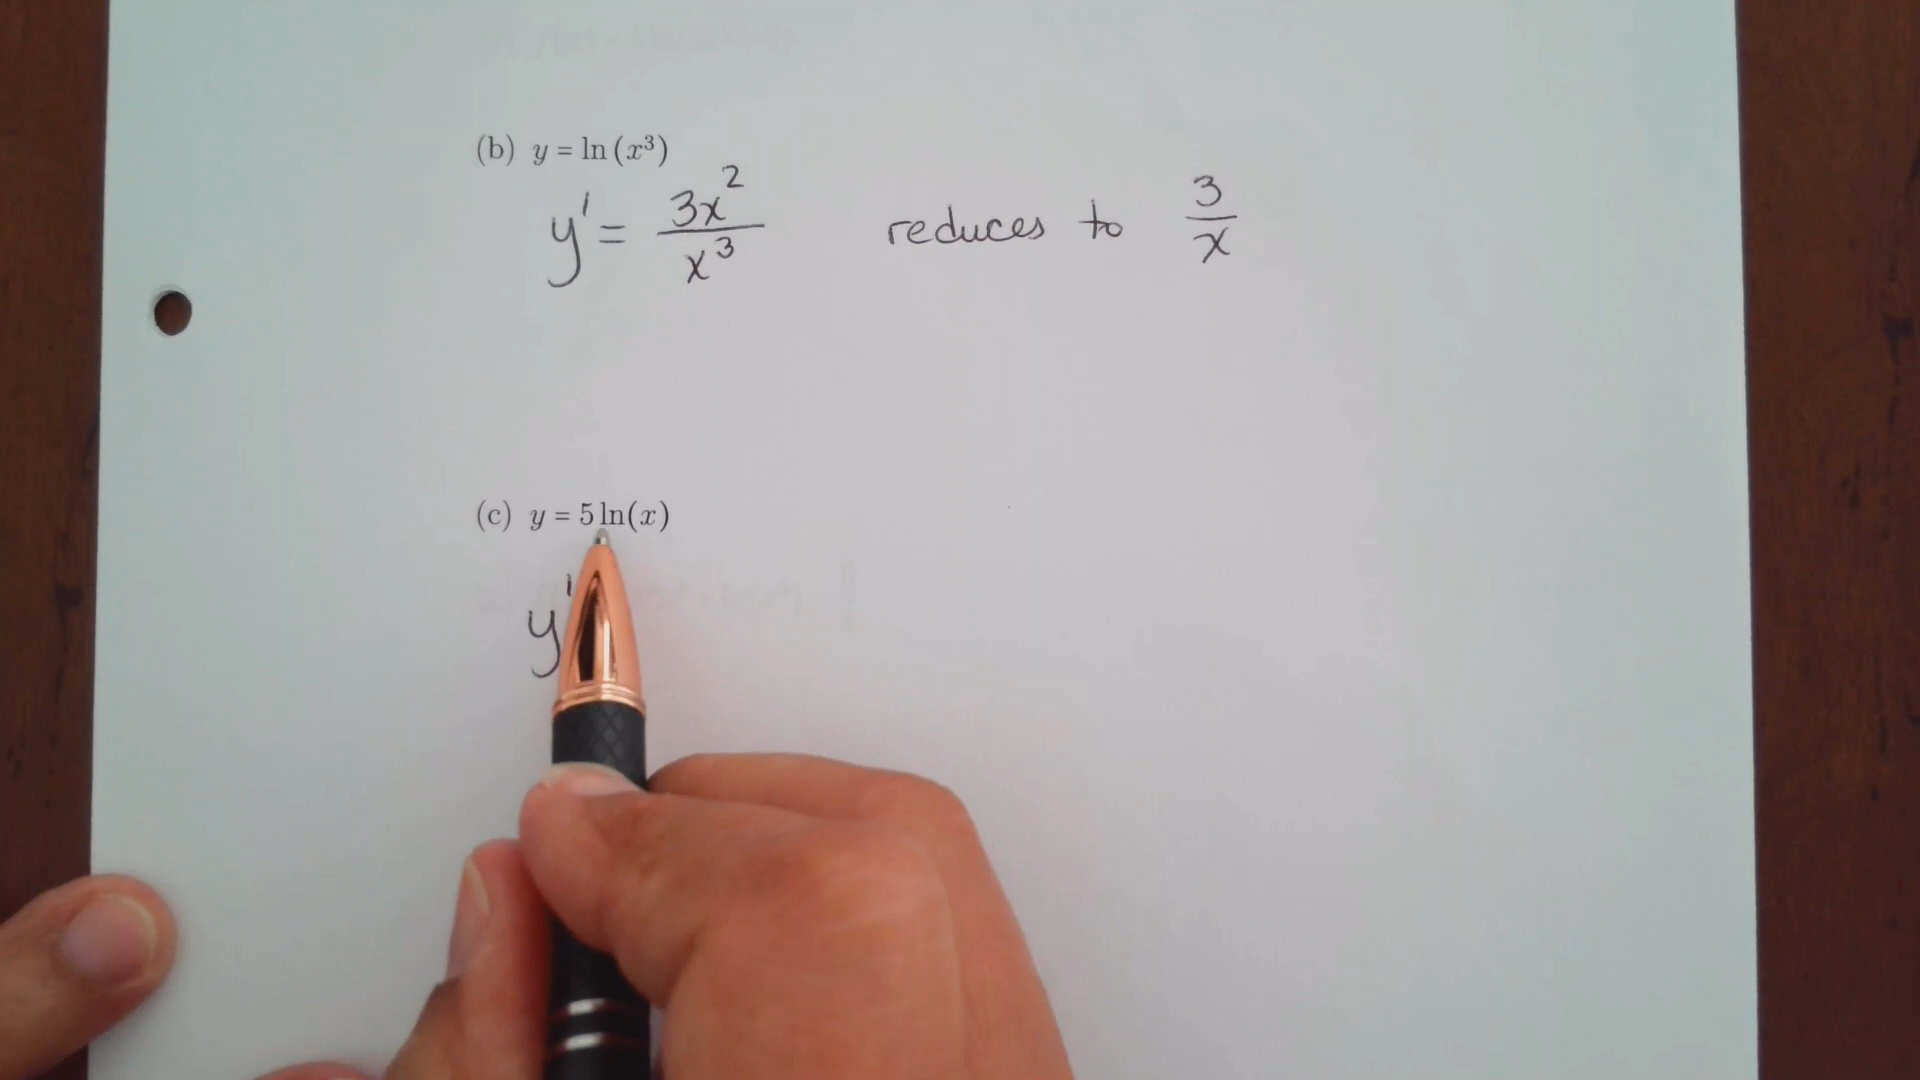 (b) y = ln (x³)
y' = 3x²/x³ reduces to 3/x
(c) y = 5 ln(x)
y'